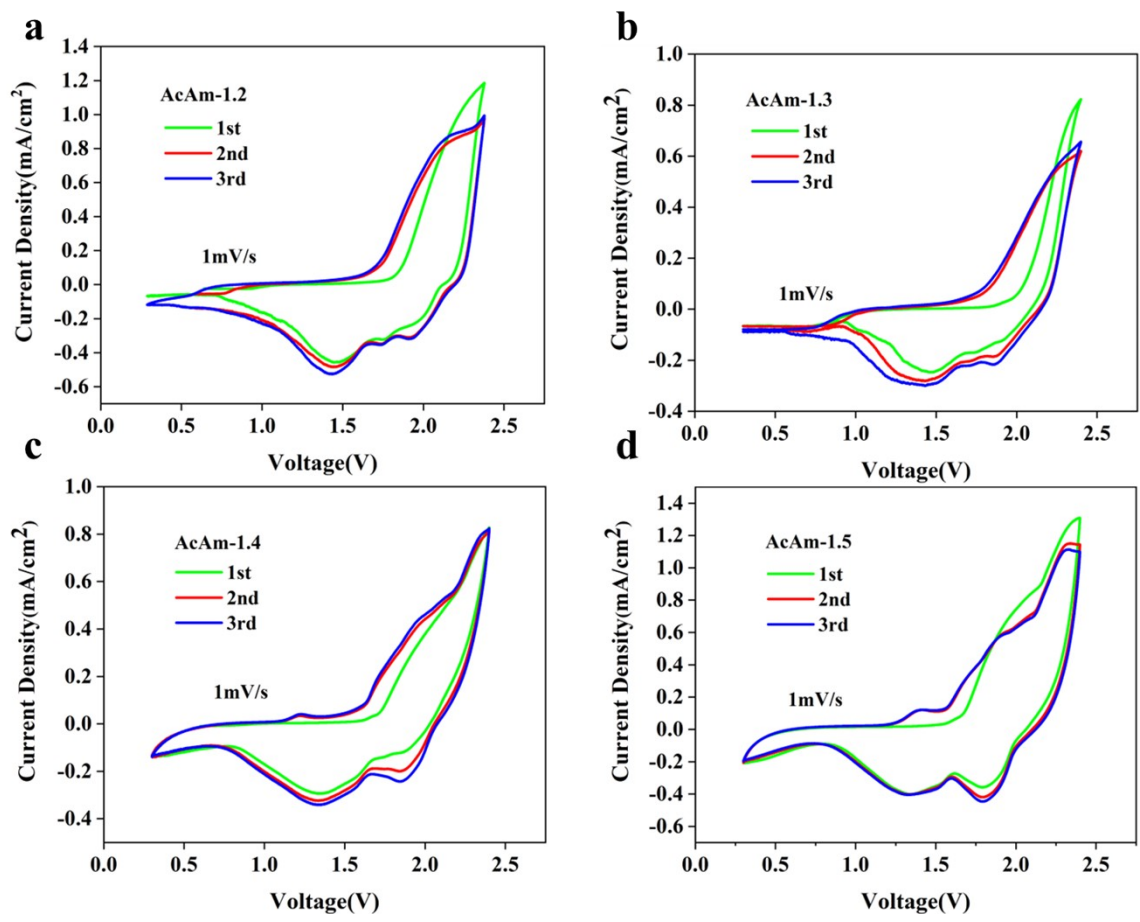 a
1.4
1.2
1.0
0.8
0.6
0.4
0.2
0.0
-0.2
-0.4
-0.6
Current Density(mA/cm²)
AcAm-1.2
1st
2nd
3rd
1mV/s
0.0 0.5 1.0 1.5 2.0 2.5
Voltage(V)
b
1.0
0.8
0.6
0.4
0.2
0.0
-0.2
-0.4
Current Density(mA/cm²)
AcAm-1.3
1st
2nd
3rd
1mV/s
0.0 0.5 1.0 1.5 2.0 2.5
Voltage(V)
c
1.0
0.8
0.6
0.4
0.2
0.0
-0.2
-0.4
Current Density(mA/cm²)
AcAm-1.4
1st
2nd
3rd
1mV/s
0.0 0.5 1.0 1.5 2.0 2.5
Voltage(V)
d
1.4
1.2
1.0
0.8
0.6
0.4
0.2
0.0
-0.2
-0.4
-0.6
Current Density(mA/cm²)
AcAm-1.5
1st
2nd
3rd
1mV/s
0.0 0.5 1.0 1.5 2.0 2.5
Voltage(V)